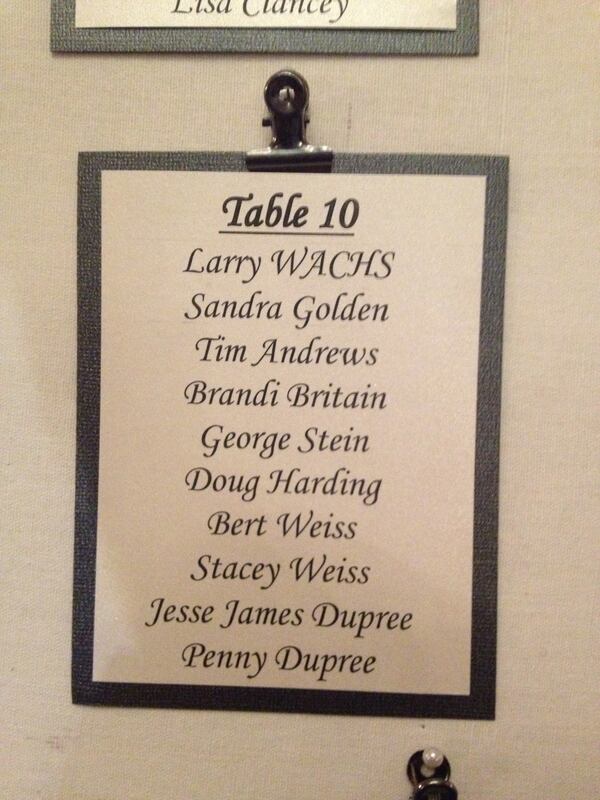 Lisa Clancey
Table 10
Larry WACHS
Sandra Golden
Tim Andrews
Brandi Britain
George Stein
Doug Harding
Bert Weiss
Stacey Weiss
Jesse James Dupree
Penny Dupree